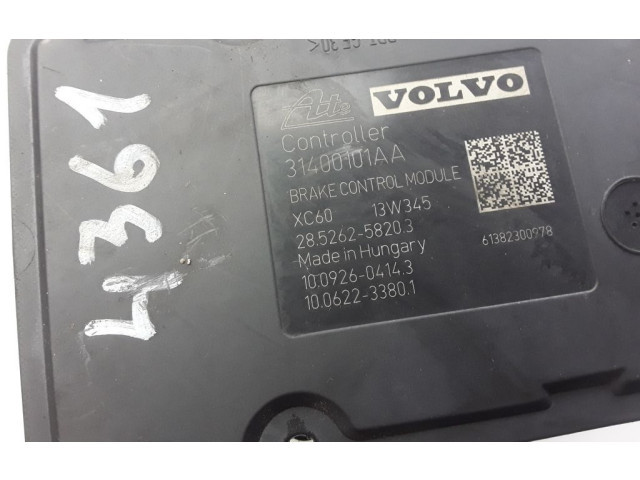 4361
Ate VOLVO
Controller
31400101AA
BRAKE CONTROL MODULE
XC60 13W345
28.5262-5820.3
Made in Hungary
61382300978
10.0926-0414.3
10.0622-3380.1